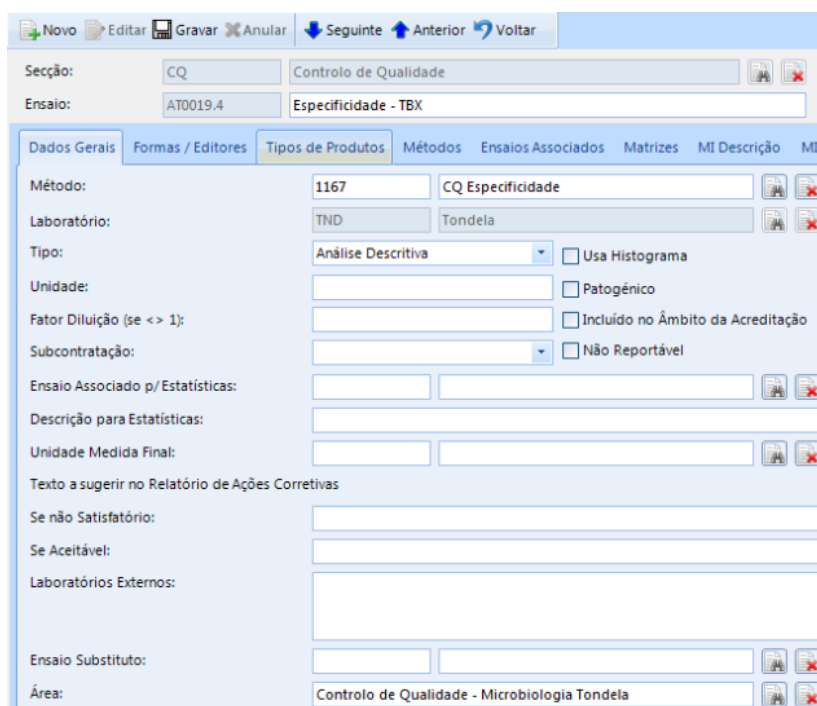 Novo Editar Gravar Anular Seguinte Anterior Voltar
Secção: CQ Controlo de Qualidade
Ensaio: AT0019.4 Especificidade - TBX
Dados Gerais Formas / Editores Tipos de Produtos Métodos Ensaios Associados Matrizes MI Descrição MI
Método: 1167 CQ Especificidade
Laboratório: TND Tondela
Tipo: Análise Descritiva Usa Histograma
Unidade: Patogénico
Fator Diluição (se < > 1): Incluído no Âmbito da Acreditação
Subcontratação: Não Reportável
Ensaio Associado p/ Estatísticas:
Descrição para Estatísticas:
Unidade Medida Final:
Texto a sugerir no Relatório de Ações Corretivas
Se não Satisfatório:
Se Aceitável:
Laboratórios Externos:
Ensaio Substituto:
Área: Controlo de Qualidade - Microbiologia Tondela